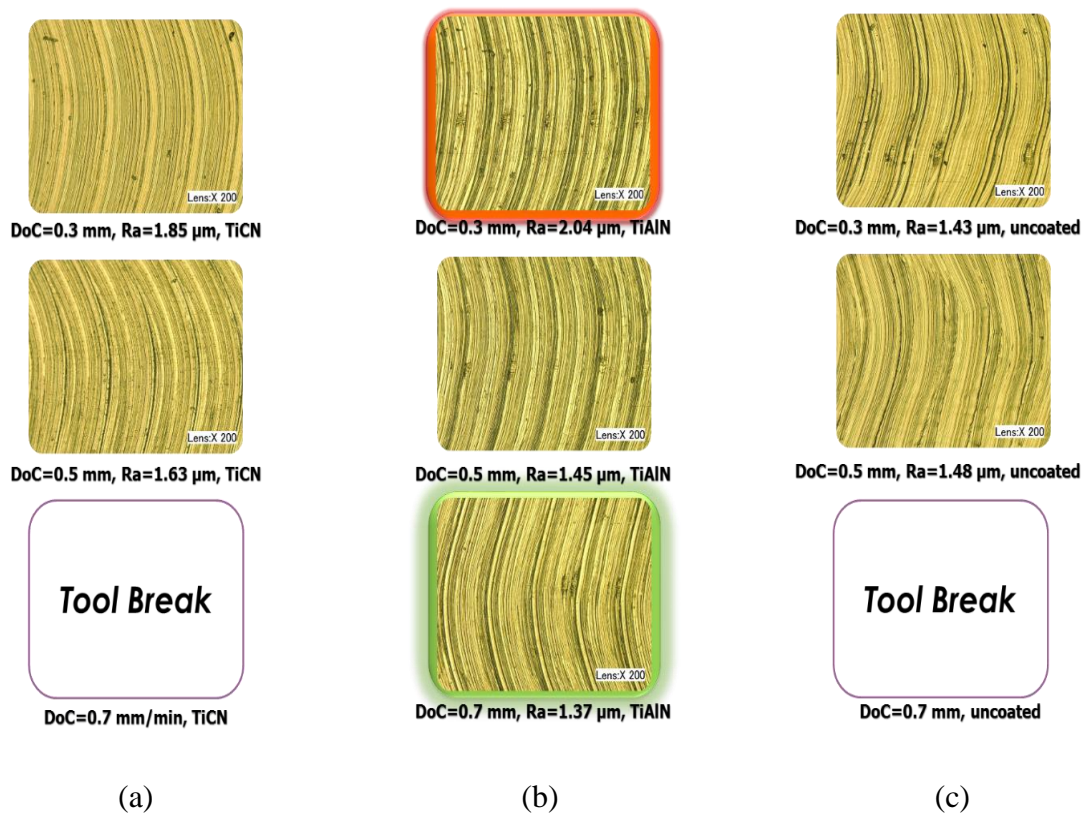 Lens:X 200
Lens:X 200
Lens:X 200
DoC=0.3 mm, Ra=1.85 µm, TiCN
DoC=0.3 mm, Ra=2.04 µm, TiAlN
DoC=0.3 mm, Ra=1.43 µm, uncoated
Lens:X 200
Lens:X 200
Lens:X 200
DoC=0.5 mm, Ra=1.63 µm, TiCN
DoC=0.5 mm, Ra=1.45 µm, TiAlN
DoC=0.5 mm, Ra=1.48 µm, uncoated
Tool Break
Lens:X 200
Tool Break
DoC=0.7 mm/min, TiCN
DoC=0.7 mm, Ra=1.37 µm, TiAlN
DoC=0.7 mm, uncoated
(a)
(b)
(c)